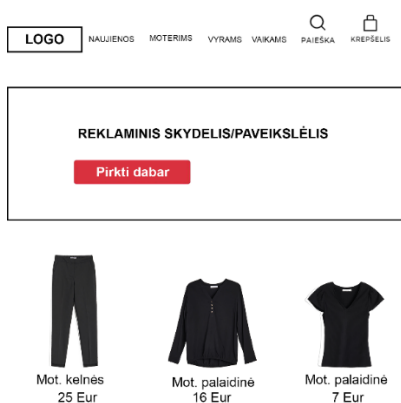 LOGO NAUJIENOS MOTERIMS VYRAMS VAIKAMS PAIEŠKA KREPŠELIS
REKLAMINIS SKYDELIS/PAVEIKSLĖLIS
Pirkti dabar
Mot. kelnės
25 Eur
Mot. palaidinė
16 Eur
Mot. palaidinė
7 Eur